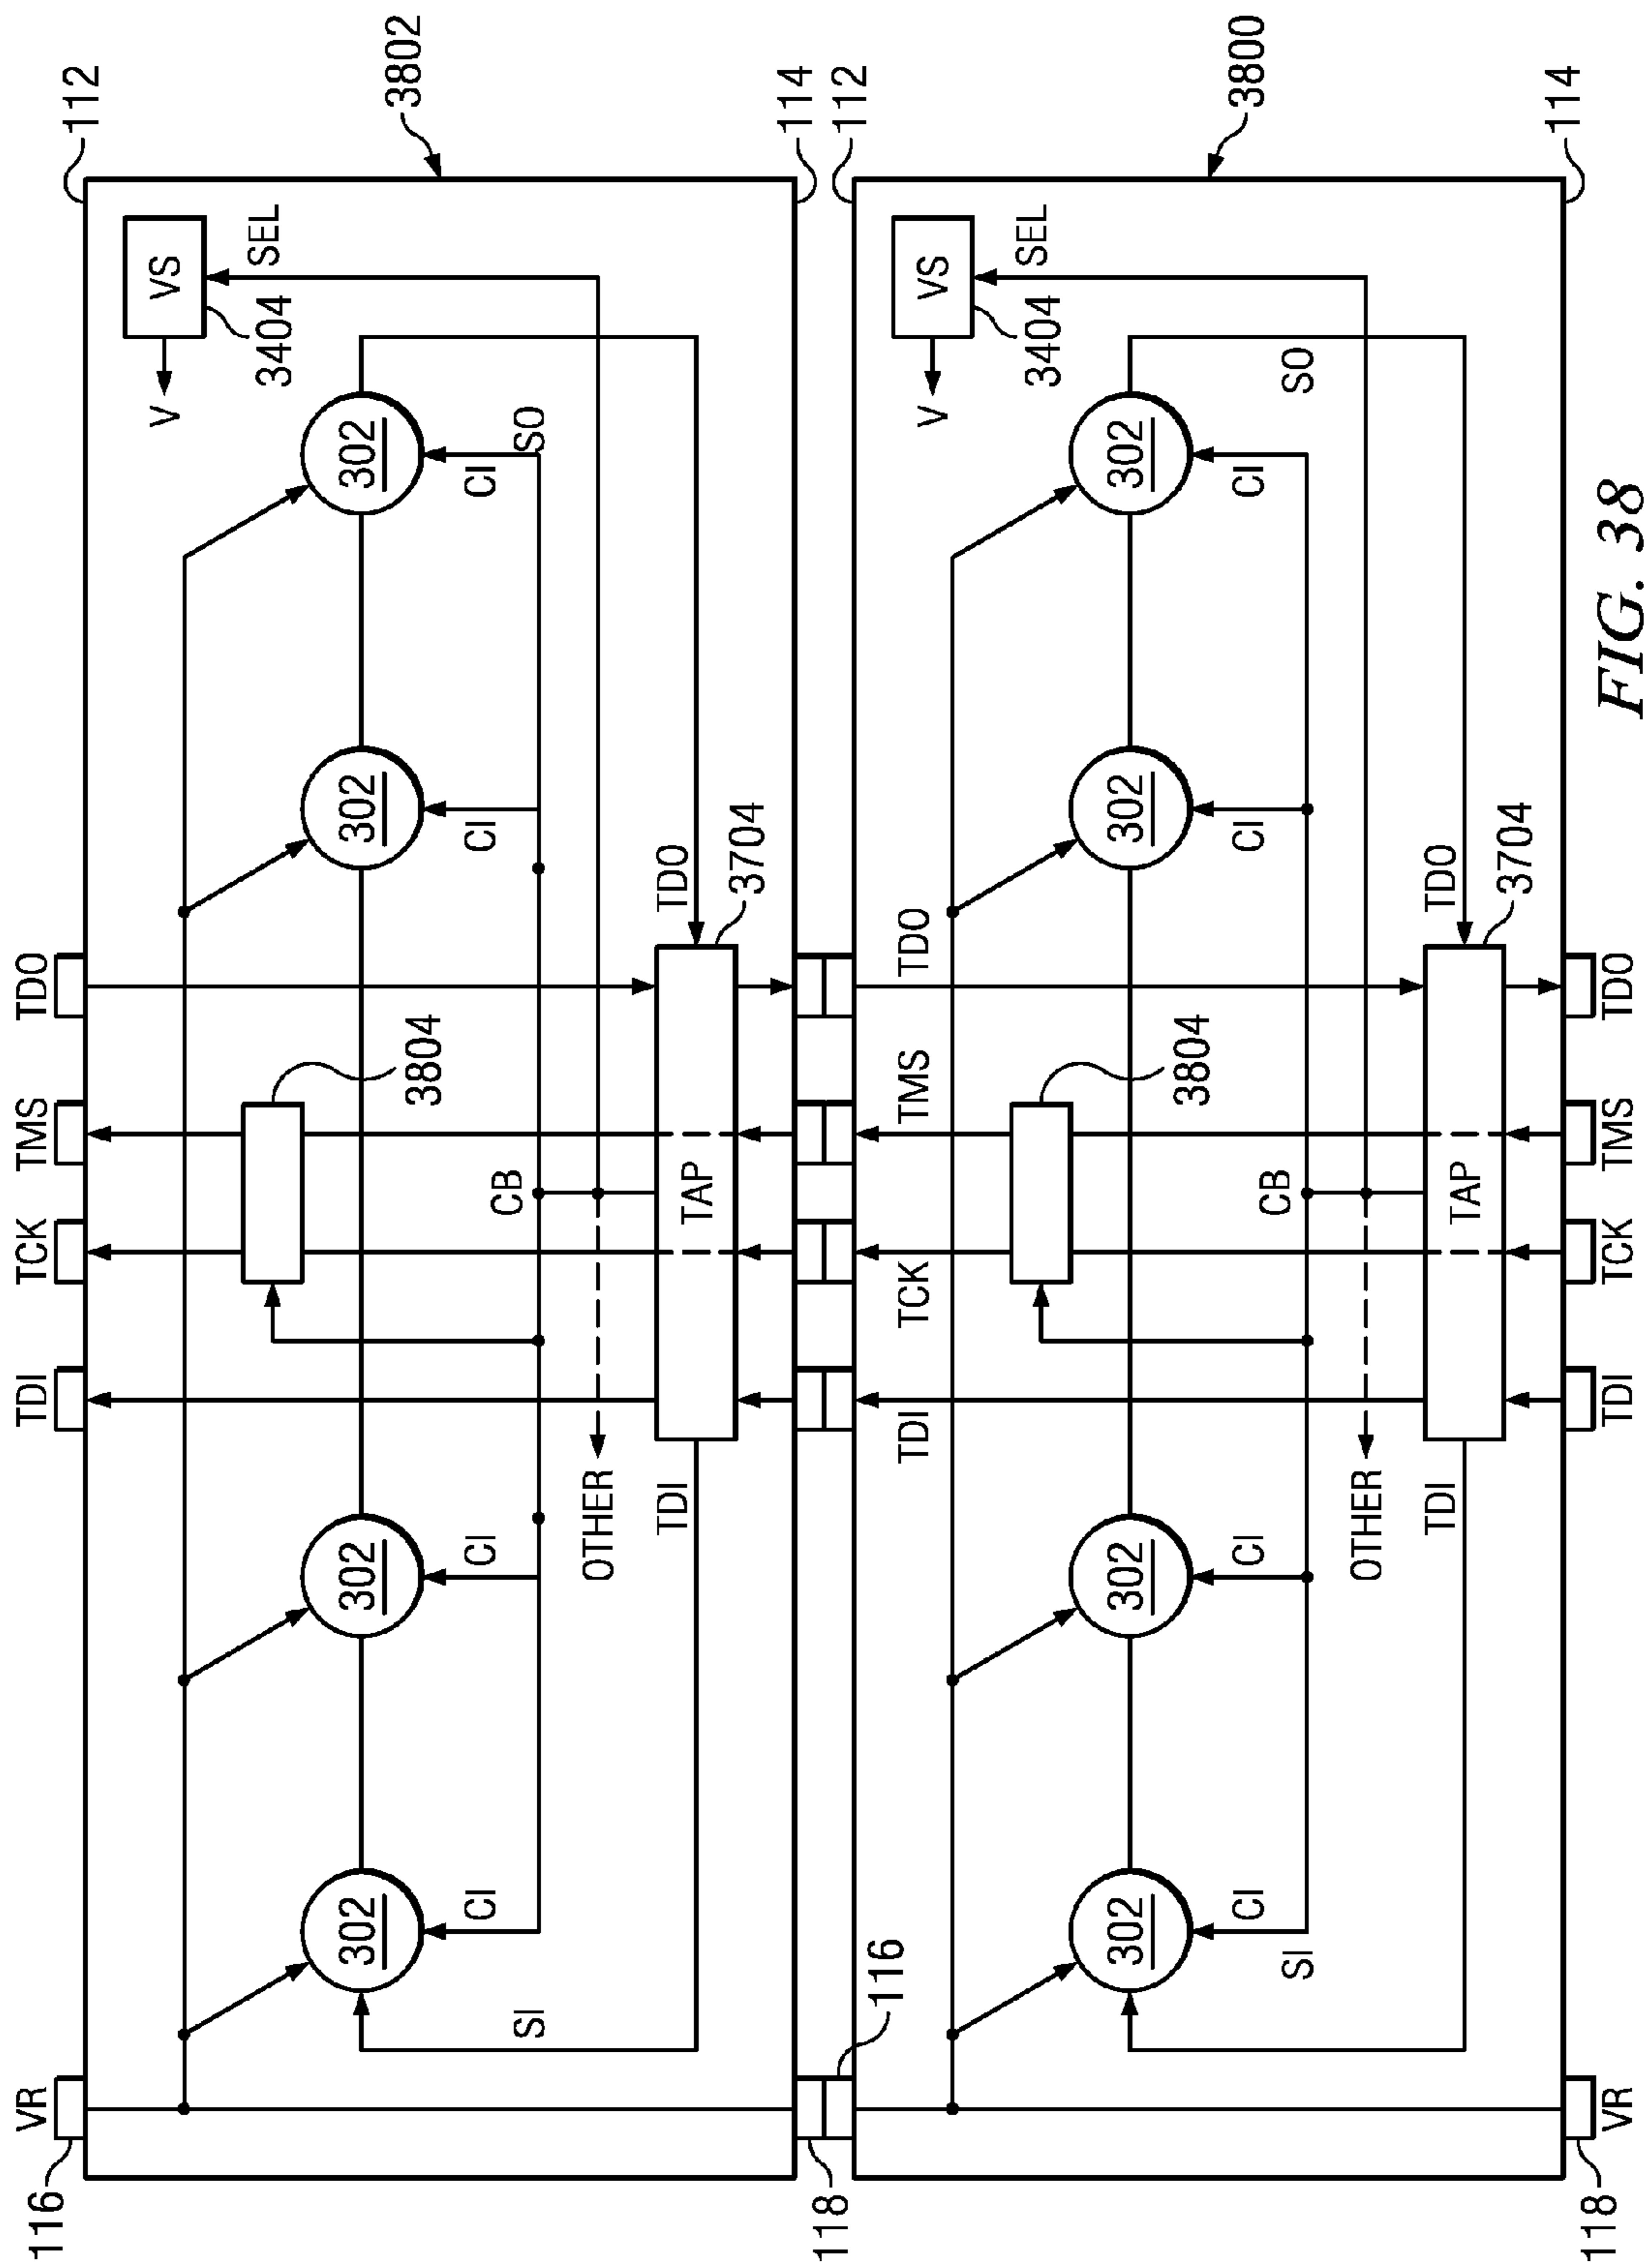 116
VR
TDI
TCK
TMS
TDO
112
VS
V
SEL
3404
3802
302
302
302
302
3804
CI
CI
CI
CI
SI
SO
CB
OTHER
TDI
TDO
TAP
3704
114
118
116
112
TDI
TCK
TMS
TDO
VS
V
SEL
3404
3800
302
302
302
302
3804
CI
CI
CI
CI
SI
SO
CB
OTHER
TDI
TDO
TAP
3704
114
118
VR
TDI
TCK
TMS
TDO
FIG. 38